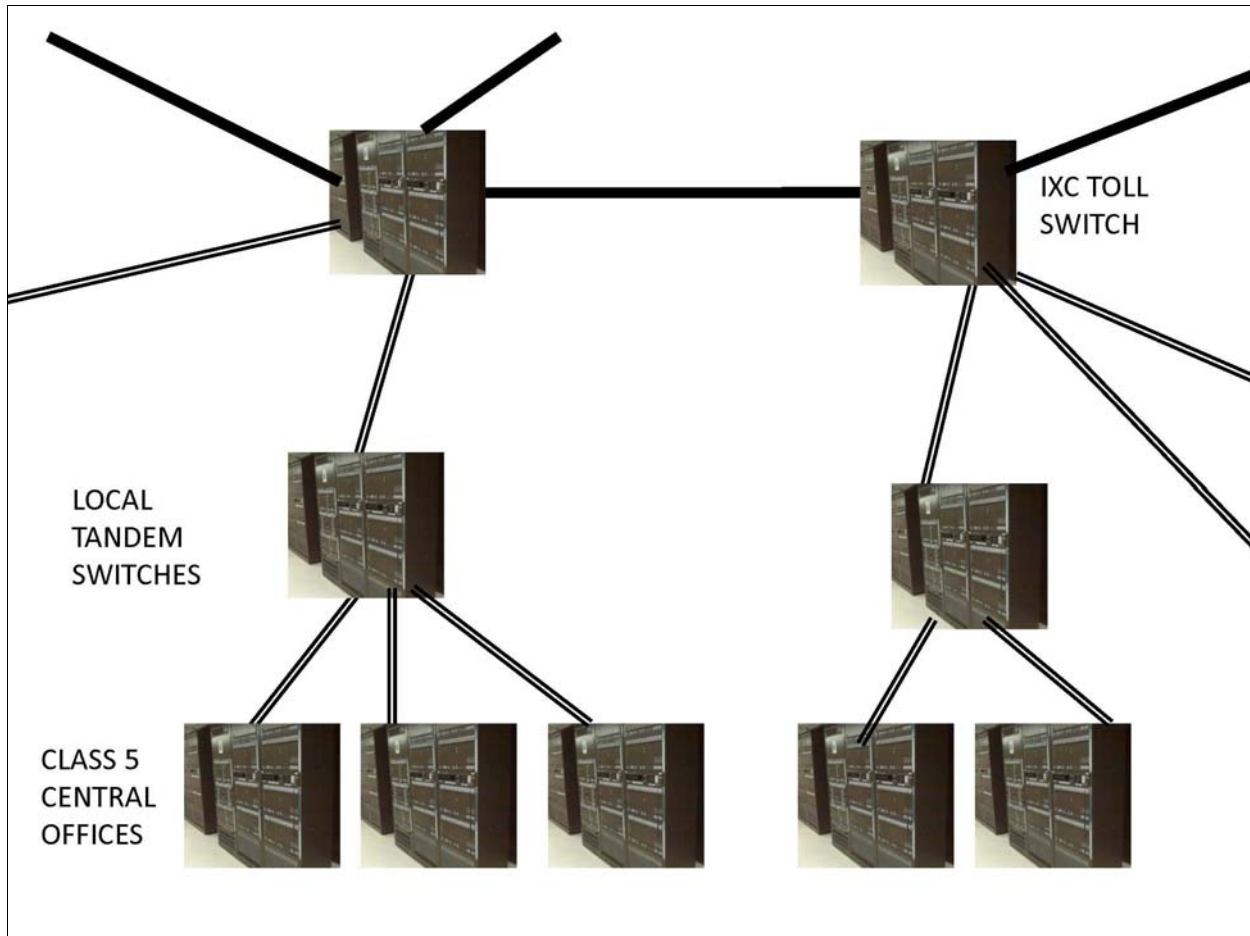 IXC TOLL
SWITCH
LOCAL
TANDEM
SWITCHES
CLASS 5
CENTRAL
OFFICES